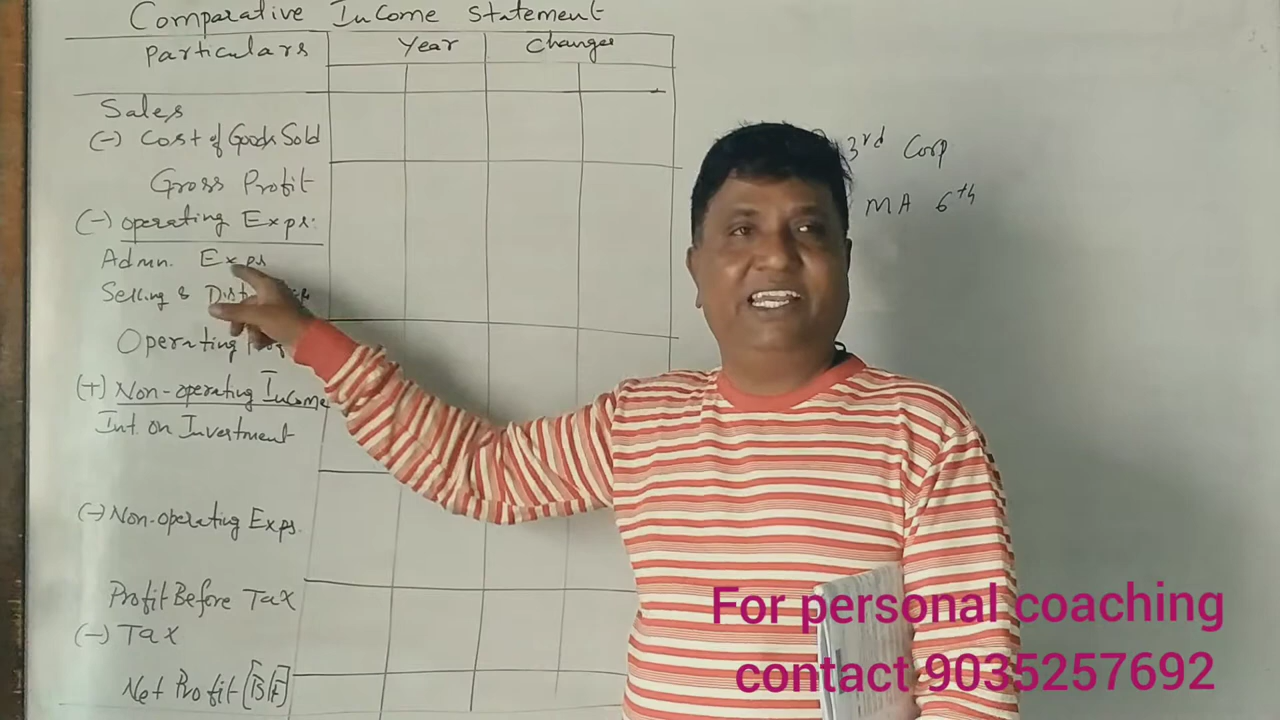 Comparative Income Statement
Particulars Year Changes
Sales
(-) Cost of Goods Sold
Gross Profit
(-) Operating Exps:
Admn. Exps
Selling &
Operating
(+) Non-operating Income
Int. on Investment
(-) Non-operating Exps.
Profit Before Tax
(-) Tax
Net Profit
3rd Corp
MA 6th
For personal coaching
contact 9035257692